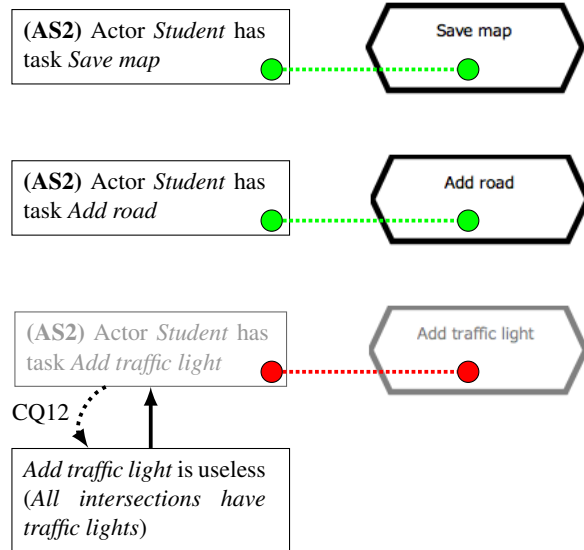 (AS2) Actor Student has
task Save map
Save map
(AS2) Actor Student has
task Add road
Add road
(AS2) Actor Student has
task Add traffic light
Add traffic light
CQ12
Add traffic light is useless
(All intersections have
traffic lights)